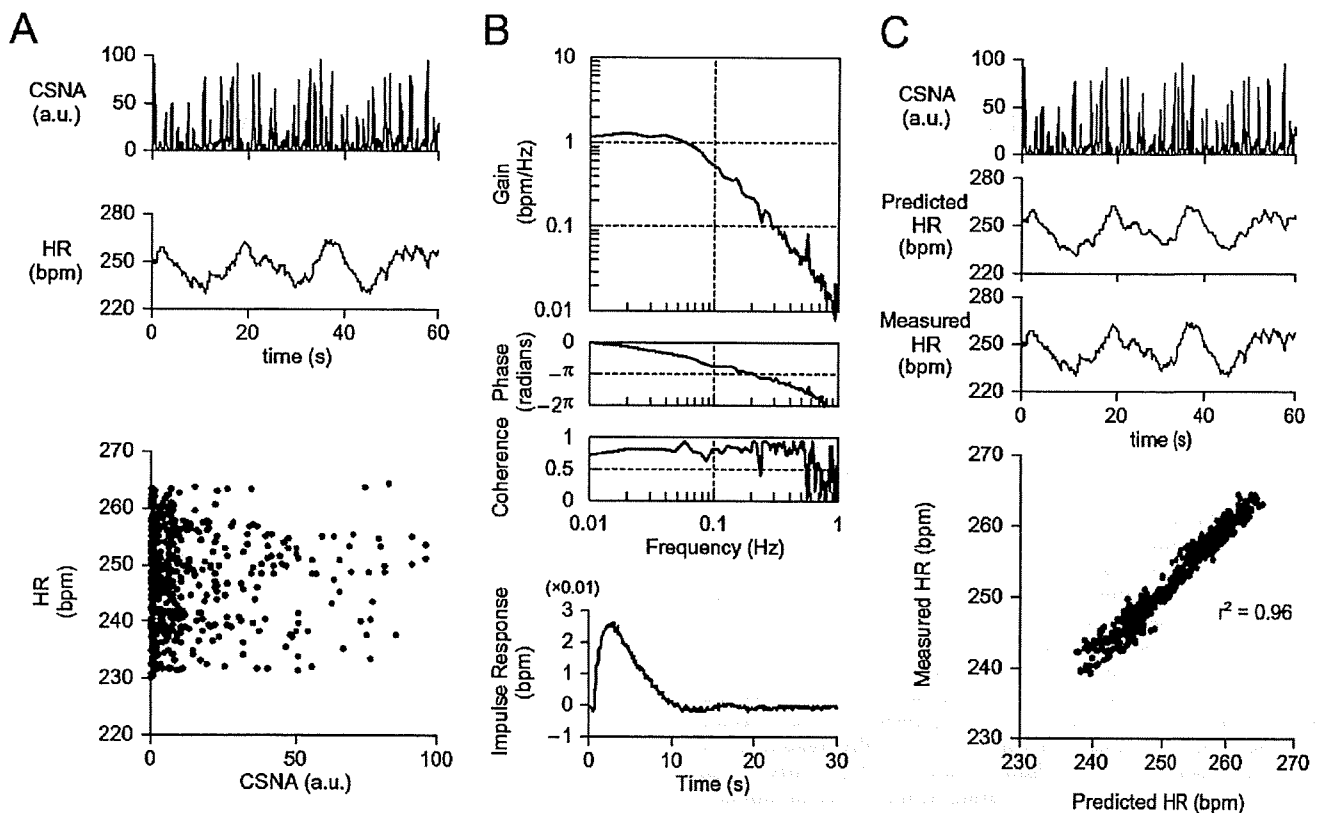 A
100
CSNA
(a.u.)
50
0
280
HR
(bpm)
250
220
0
20
40
60
time (s)
270
260
250
HR
(bpm)
240
230
220
0
50
100
CSNA (a.u.)
B
10
1
Gain
(bpm/Hz)
0.1
0.01
Phase
(radians)
0
−π
−2π
Coherence
1
0.5
0
0.01
0.1
1
Frequency (Hz)
(×0.01)
3
2
1
0
−1
Impulse Response
(bpm)
0
10
20
30
Time (s)
C
100
CSNA
(a.u.)
50
0
280
Predicted
HR
(bpm)
250
220
280
Measured
HR
(bpm)
250
220
0
20
40
60
time (s)
270
260
250
240
230
Measured HR (bpm)
r² = 0.96
230
240
250
260
270
Predicted HR (bpm)